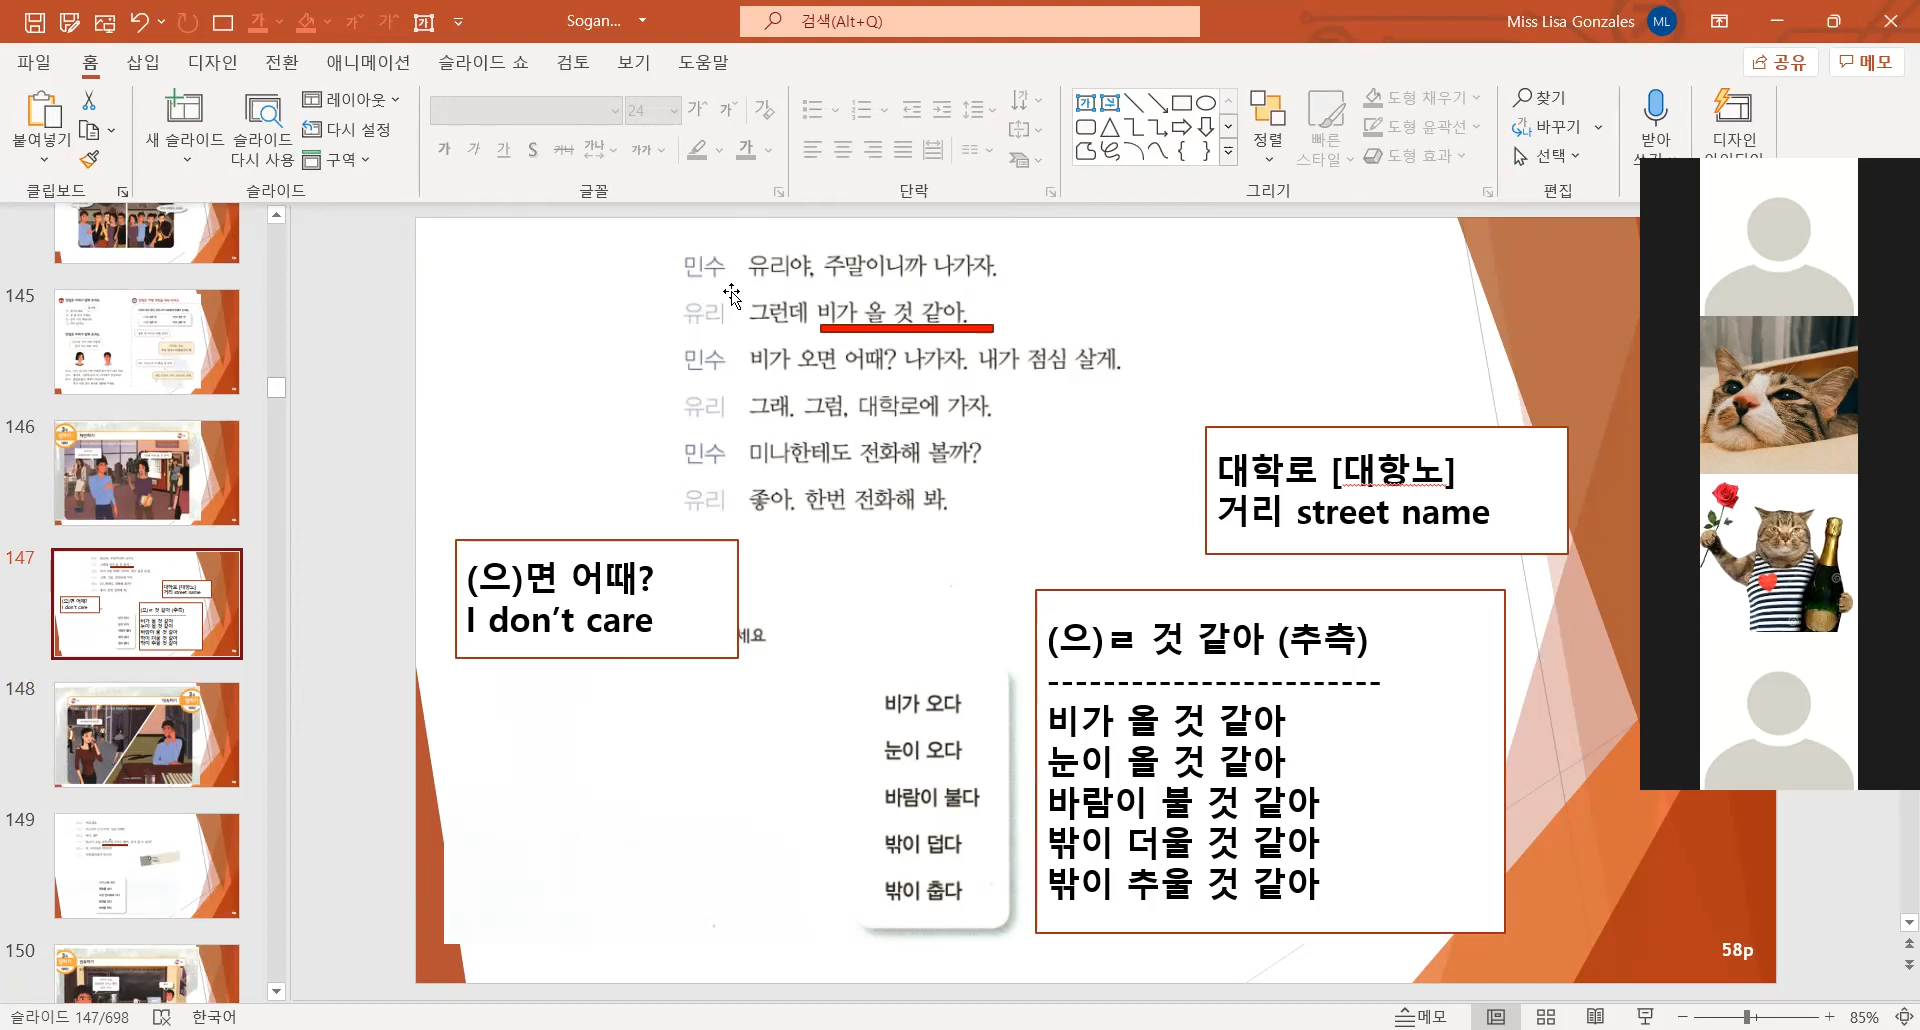 Sogan...
검색(Alt+Q)
Miss Lisa Gonzales
ML
파일
홈
삽입
디자인
전환
애니메이션
슬라이드 쇼
검토
보기
도움말
공유
메모
붙여넣기
새 슬라이드
슬라이드
다시 사용
레이아웃
다시 설정
구역
24
정렬
빠른
스타일
도형 채우기
도형 윤곽선
도형 효과
찾기
바꾸기
선택
받아
디자인
클립보드
슬라이드
글꼴
단락
그리기
편집
145
146
147
148
149
150
민수 유리야, 주말이니까 나가자.
유리 그런데 비가 올 것 같아.
민수 비가 오면 어때? 나가자. 내가 점심 살게.
유리 그래. 그럼, 대학로에 가자.
민수 미나한테도 전화해 볼까?
유리 좋아. 한번 전화해 봐.
대학로 [대항노]
거리 street name
(으)면 어때?
I don't care
세요
비가 오다
눈이 오다
바람이 불다
밖이 덥다
밖이 춥다
(으)ㄹ 것 같아 (추측)
------------------------
비가 올 것 같아
눈이 올 것 같아
바람이 불 것 같아
밖이 더울 것 같아
밖이 추울 것 같아
58p
슬라이드 147/698
한국어
메모
85%